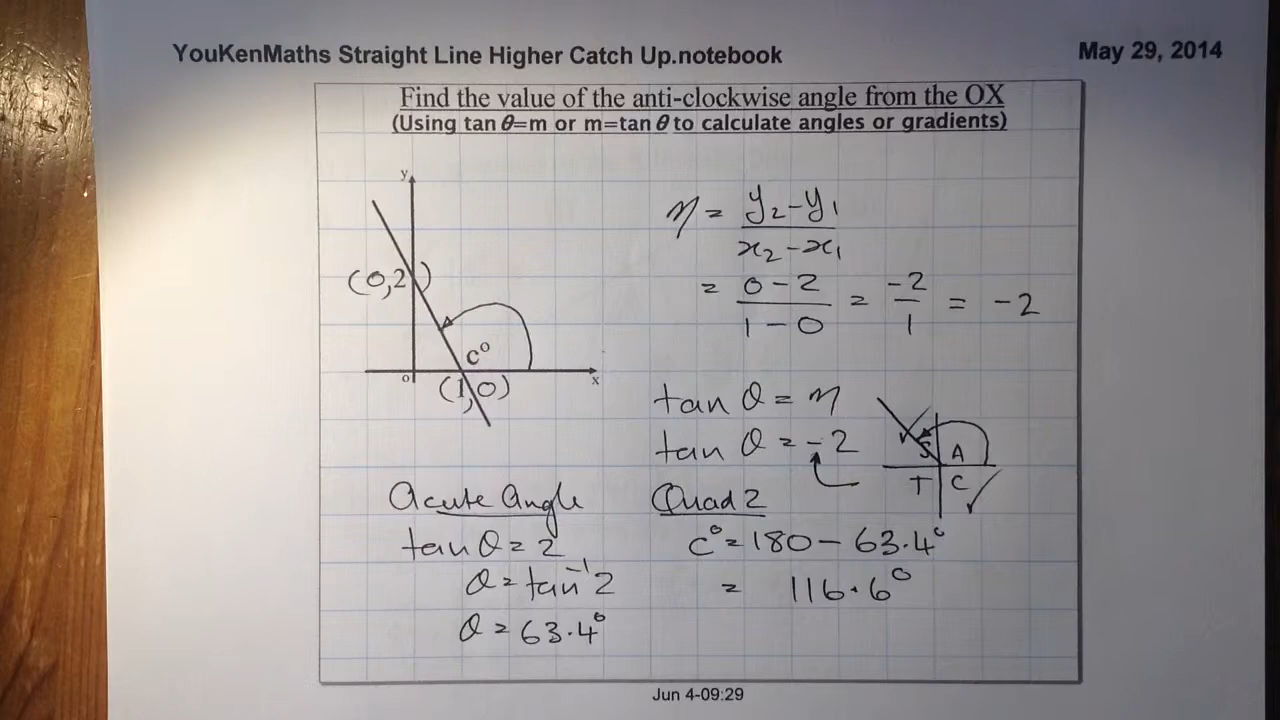 YouKenMaths Straight Line Higher Catch Up.notebook May 29, 2014
Find the value of the anti-clockwise angle from the OX
(Using tan θ=m or m=tan θ to calculate angles or gradients)
y
(0,2)
c°
o
(1,0)
x
m = y₂-y₁ / x₂-x₁
= 0-2 / 1-0 = -2 / 1 = -2
tan θ = m
tan θ = -2
S A
T C
Acute Angle
tan θ = 2
θ = tan⁻¹ 2
θ = 63.4°
Quad 2
c° = 180 - 63.4°
= 116.6°
Jun 4-09:29